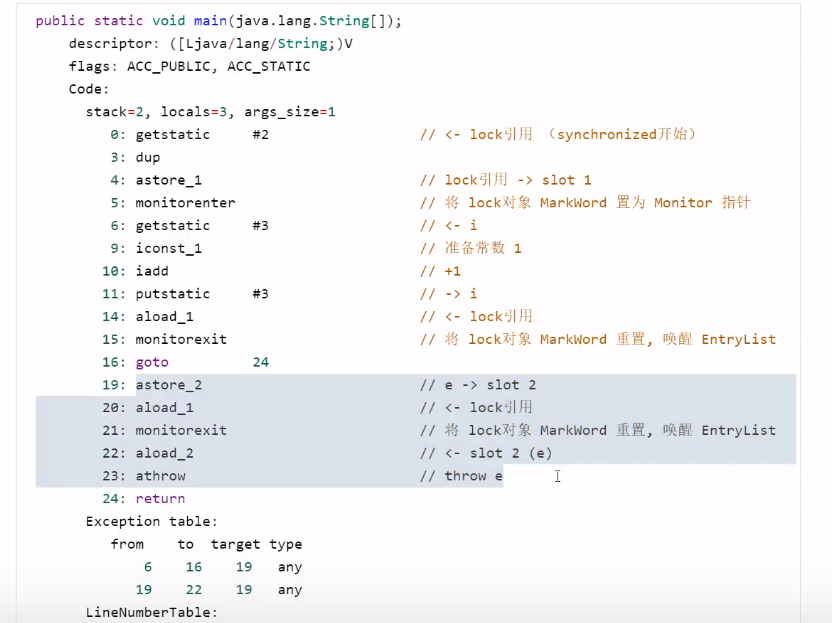 public static void main(java.lang.String[]);
descriptor: ([Ljava/lang/String;)V
flags: ACC_PUBLIC, ACC_STATIC
Code:
stack=2, locals=3, args_size=1
0: getstatic #2 // <- lock引用 （synchronized开始）
3: dup
4: astore_1 // lock引用 -> slot 1
5: monitorenter // 将 lock对象 MarkWord 置为 Monitor 指针
6: getstatic #3 // <- i
9: iconst_1 // 准备常数 1
10: iadd // +1
11: putstatic #3 // -> i
14: aload_1 // <- lock引用
15: monitorexit // 将 lock对象 MarkWord 重置, 唤醒 EntryList
16: goto 24
19: astore_2 // e -> slot 2
20: aload_1 // <- lock引用
21: monitorexit // 将 lock对象 MarkWord 重置, 唤醒 EntryList
22: aload_2 // <- slot 2 (e)
23: athrow // throw e
24: return
Exception table:
from to target type
6 16 19 any
19 22 19 any
LineNumberTable: